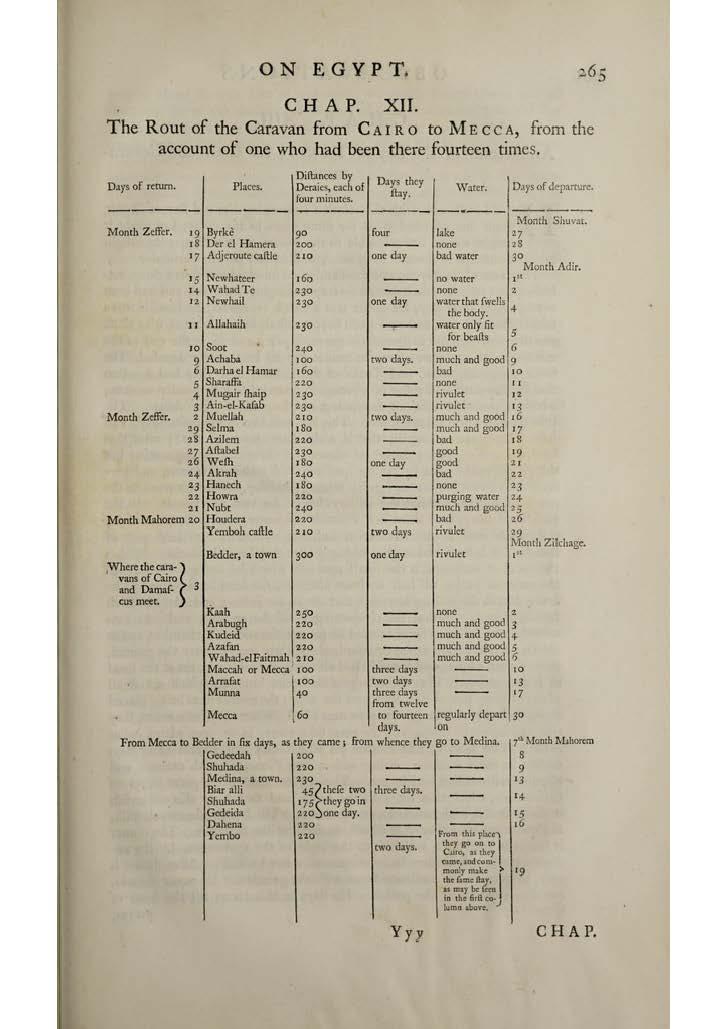 ON EGYPT.
265
CHAP. XII.
The Rout of the Caravan from CAIRO to MECCA, from the
account of one who had been there fourteen times.
Days of return. Places. Diſtances by Deraies, each of four minutes. Days they ſtay. Water. Days of departure.
Month Shuvat.
Month Zeffer. 19 Byrkè 90 four lake 27
18 Der el Hamera 200 —— none 28
17 Adjeroute caſtle 210 one day bad water 30
Month Adir.
15 Newhateer 160 —— no water 1st
14 Wahad Te 230 —— none 2
12 Newhail 230 one day water that ſwells the body. 4
11 Allahaih 230 —— water only fit for beaſts 5
10 Soot 240 —— none 6
9 Achaba 100 two days. much and good 9
6 Darha el Hamar 160 —— bad 10
5 Sharaffa 220 —— none 11
4 Mugair ſhaip 230 —— rivulet 12
3 Ain-el-Kaſab 230 —— rivulet 13
Month Zeffer. 2 Muellah 210 two days. much and good 16
29 Selma 180 —— much and good 17
28 Azilem 220 —— bad 18
27 Aſtabel 230 —— good 19
26 Weſh 180 one day good 21
24 Akrah 240 —— bad 22
23 Hanech 180 —— none 23
22 Howra 220 —— purging water 24
21 Nubt 240 —— much and good 25
Month Mahorem 20 Houdera 220 —— bad 26
Yemboh caſtle 210 two days rivulet 29
Month Zilchage.
Bedder, a town 300 one day rivulet 1st
Where the cara-
vans of Cairo
and Damaſ-
cus meet. } 3
Kaah 250 —— none 2
Arabugh 220 —— much and good 3
Kudeid 220 —— much and good 4
Azafan 220 —— much and good 5
Wahad-el Faitmah 210 —— much and good 6
Maccah or Mecca 100 three days —— 10
Arrafat 100 two days —— 13
Munna 40 three days —— 17
Mecca 60 from twelve to fourteen days. regularly depart on 30
From Mecca to Bedder in ſix days, as they came; from whence they go to Medina. 7th Month Mahorem
Gedeedah 200 8
Shuhada 220 —— —— 9
Medina, a town. 230 —— —— 13
Biar alli 45 } theſe two three days. 14
Shuhada 175 } they go in —— ——
Gedeida 220 } one day. 15
Dahena 220 —— —— 16
Yembo 220 —— two days. 19
From this place
they go on to
Cairo, as they
came, and com-
monly make
the ſame ſtay,
as may be ſeen
in the firſt co-
lumn above.
Yyy
CHAP.